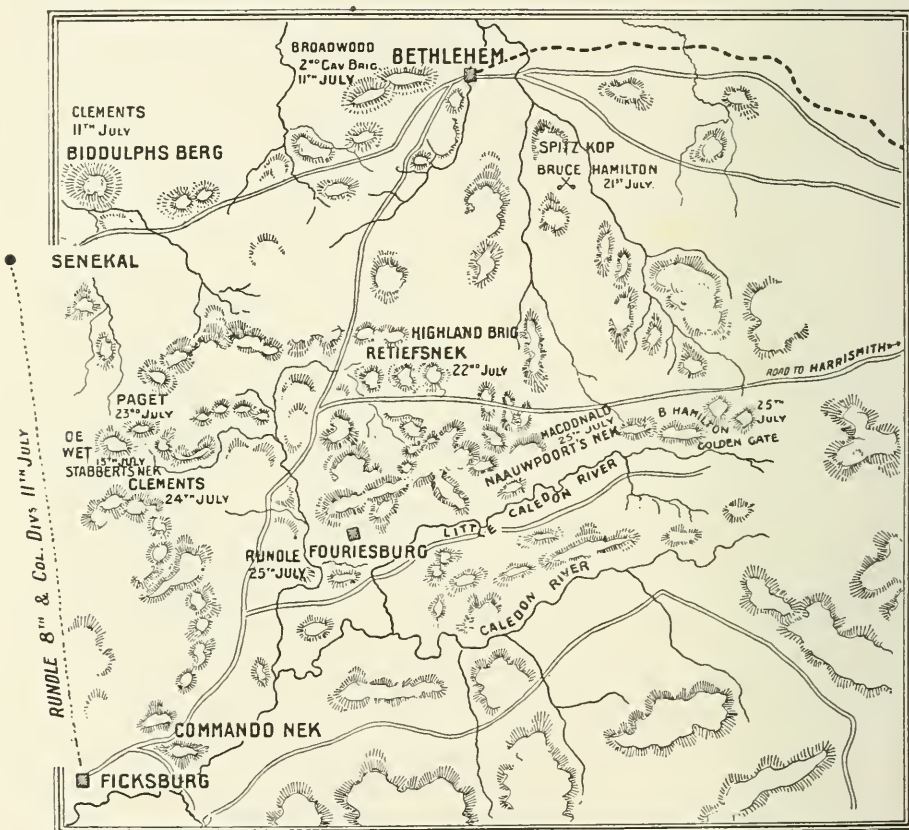 BROADWOOD
2ND CAV BRIG
11TH JULY
BETHLEHEM
CLEMENTS
11TH JULY
BIDDULPHS BERG
SPITZ KOP
BRUCE HAMILTON
21ST JULY.
SENEKAL
HIGHLAND BRIG
RETIEFSNEK
22ND JULY
ROAD TO HARRISMITH
PAGET
23RD JULY
DE
WET
15TH JULY
STABBERTS NEK
CLEMENTS
24TH JULY
MACDONALD
25TH JULY
NAAUWPOORT'S NEK
B HAMILTON
25TH
JULY
GOLDEN GATE
LITTLE CALEDON RIVER
RUNDLE
25TH JULY
FOURIESBURG
CALEDON RIVER
RUNDLE 8TH & COL. DIVS 11TH JULY
COMMANDO NEK
FICKSBURG